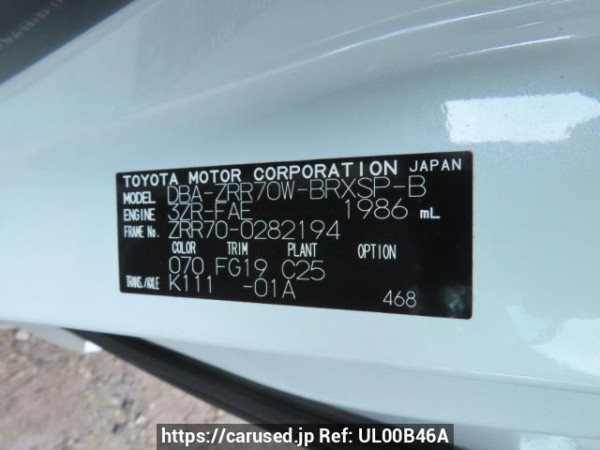 TOYOTA MOTOR CORPORATION JAPAN
MODEL DBA-ZRR70W-BRXSP-B
ENGINE 3ZR-FAE 1986 mL
FRAME No. ZRR70-0282194
COLOR TRIM PLANT OPTION
070 FG19 C25
TRANS./AXLE K111 -01A
468
https://carused.jp Ref: UL00B46A